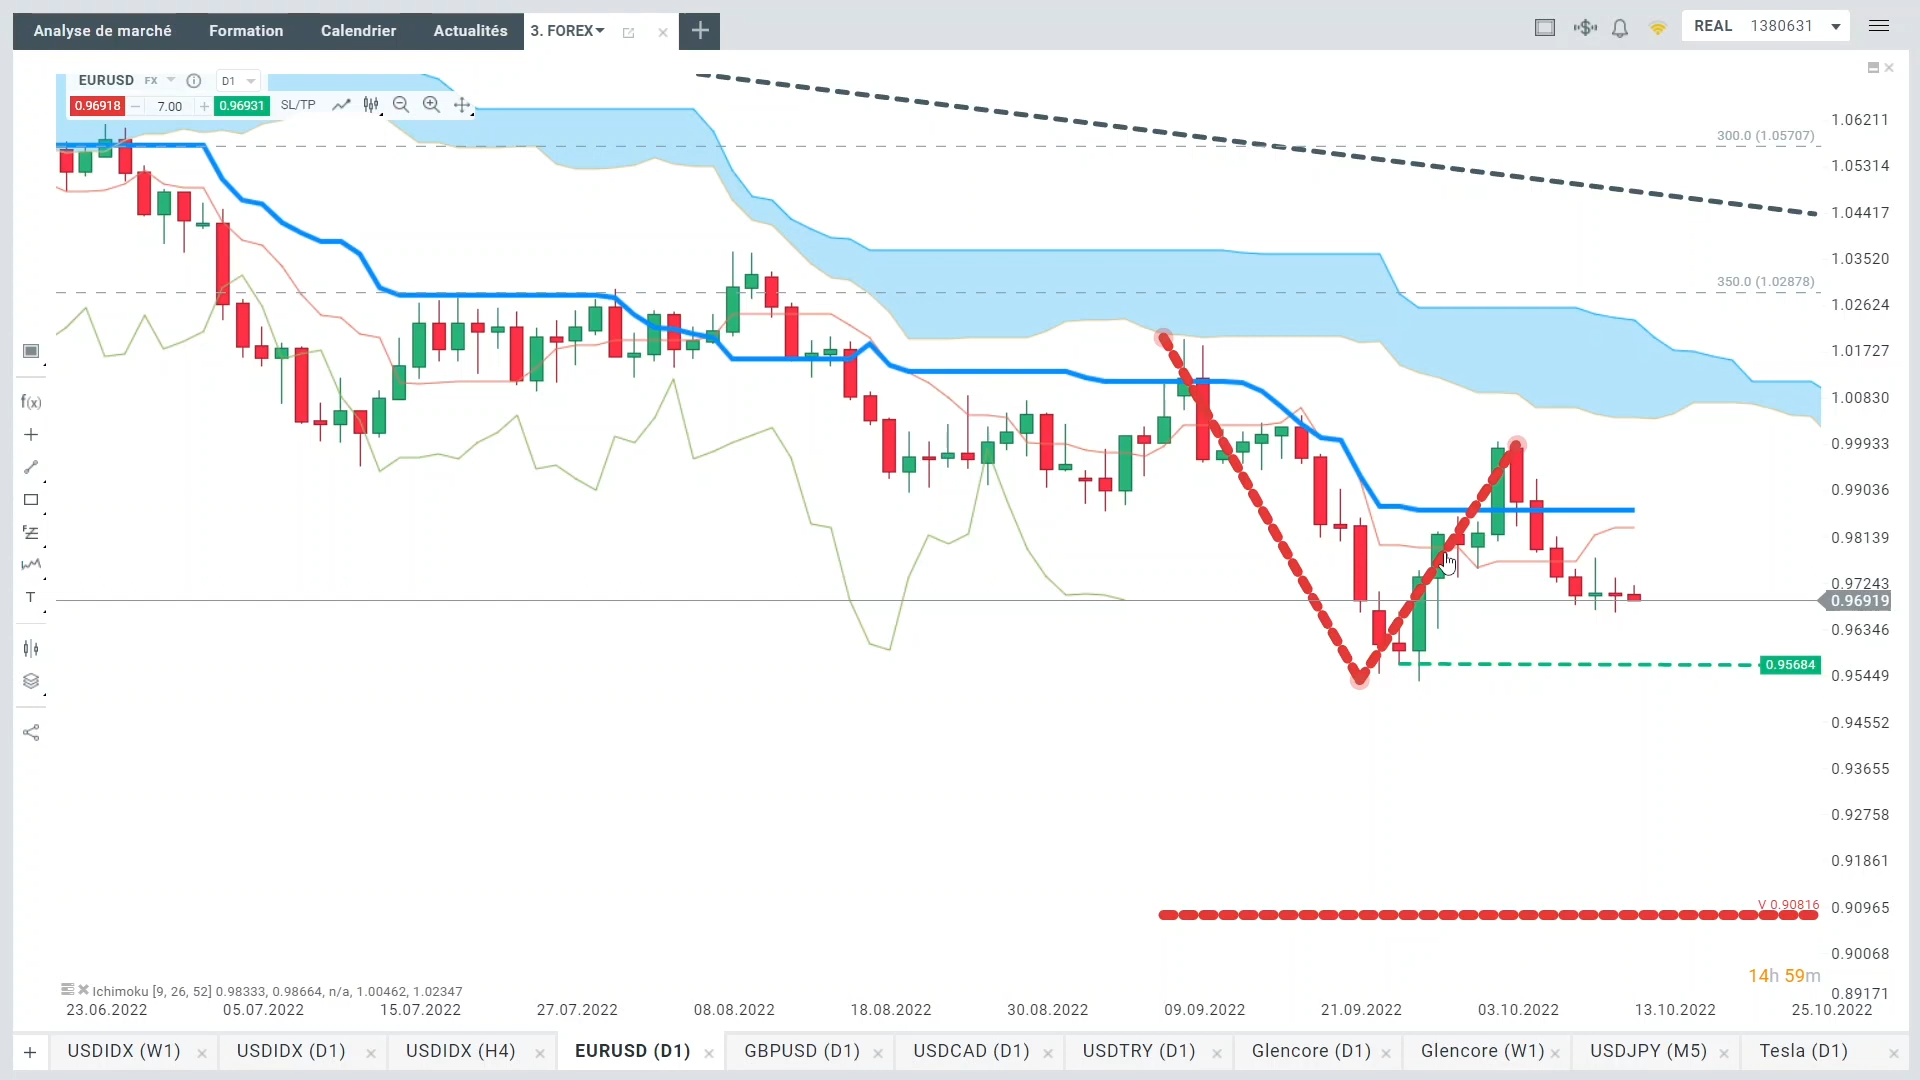 Analyse de marché Formation Calendrier Actualités 3. FOREX
REAL 1380631
EURUSD FX D1
0.96918 7.00 0.96931 SL/TP
300.0 (1.05707)
350.0 (1.02878)
1.06211
1.05314
1.04417
1.03520
1.02624
1.01727
1.00830
0.99933
0.99036
0.98139
0.97243
0.96919
0.96346
0.95684
0.95449
0.94552
0.93655
0.92758
0.91861
V 0.90816
0.90965
0.90068
0.89171
f(x)
T
14h 59m
Ichimoku [9, 26, 52] 0.98333, 0.98664, n/a, 1.00462, 1.02347
23.06.2022 05.07.2022 15.07.2022 27.07.2022 08.08.2022 18.08.2022 30.08.2022 09.09.2022 21.09.2022 03.10.2022 13.10.2022 25.10.2022
USDIDX (W1) USDIDX (D1) USDIDX (H4) EURUSD (D1) GBPUSD (D1) USDCAD (D1) USDTRY (D1) Glencore (D1) Glencore (W1) USDJPY (M5) Tesla (D1)